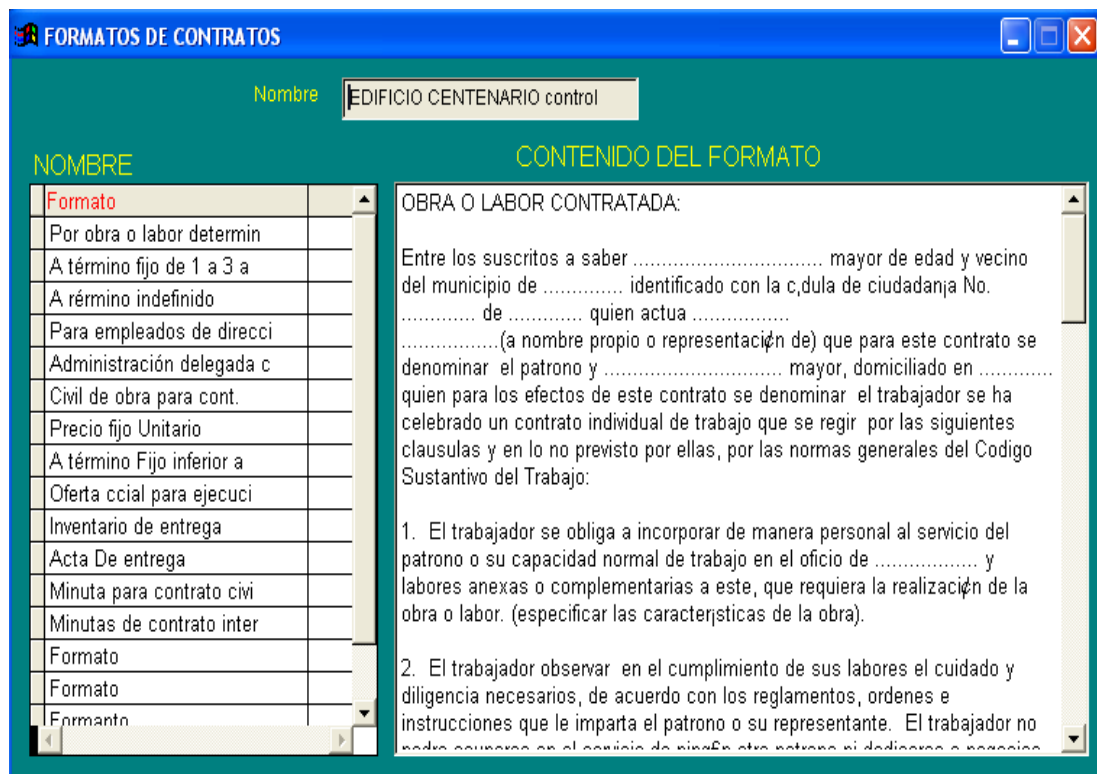 FORMATOS DE CONTRATOS
Nombre
EDIFICIO CENTENARIO control
NOMBRE
Formato
Por obra o labor determin
A término fijo de 1 a 3 a
A rérmino indefinido
Para empleados de direcci
Administración delegada c
Civil de obra para cont.
Precio fijo Unitario
A término Fijo inferior a
Oferta ccial para ejecuci
Inventario de entrega
Acta De entrega
Minuta para contrato civi
Minutas de contrato inter
Formato
Formato
Formanto
CONTENIDO DEL FORMATO
OBRA O LABOR CONTRATADA:
Entre los suscritos a saber ................................. mayor de edad y vecino
del municipio de .............. identificado con la c‚dula de ciudadan¡a No.
............. de ............. quien actua .................
.................(a nombre propio o representaci¢n de) que para este contrato se
denominar  el patrono y ............................... mayor, domiciliado en .............
quien para los efectos de este contrato se denominar  el trabajador se ha
celebrado un contrato individual de trabajo que se regir  por las siguientes
clausulas y en lo no previsto por ellas, por las normas generales del Codigo
Sustantivo del Trabajo:
1.  El trabajador se obliga a incorporar de manera personal al servicio del
patrono o su capacidad normal de trabajo en el oficio de .................. y
labores anexas o complementarias a este, que requiera la realizaci¢n de la
obra o labor. (especificar las caracter¡sticas de la obra).
2.  El trabajador observar  en el cumplimiento de sus labores el cuidado y
diligencia necesarios, de acuerdo con los reglamentos, ordenes e
instrucciones que le imparta el patrono o su representante.  El trabajador no